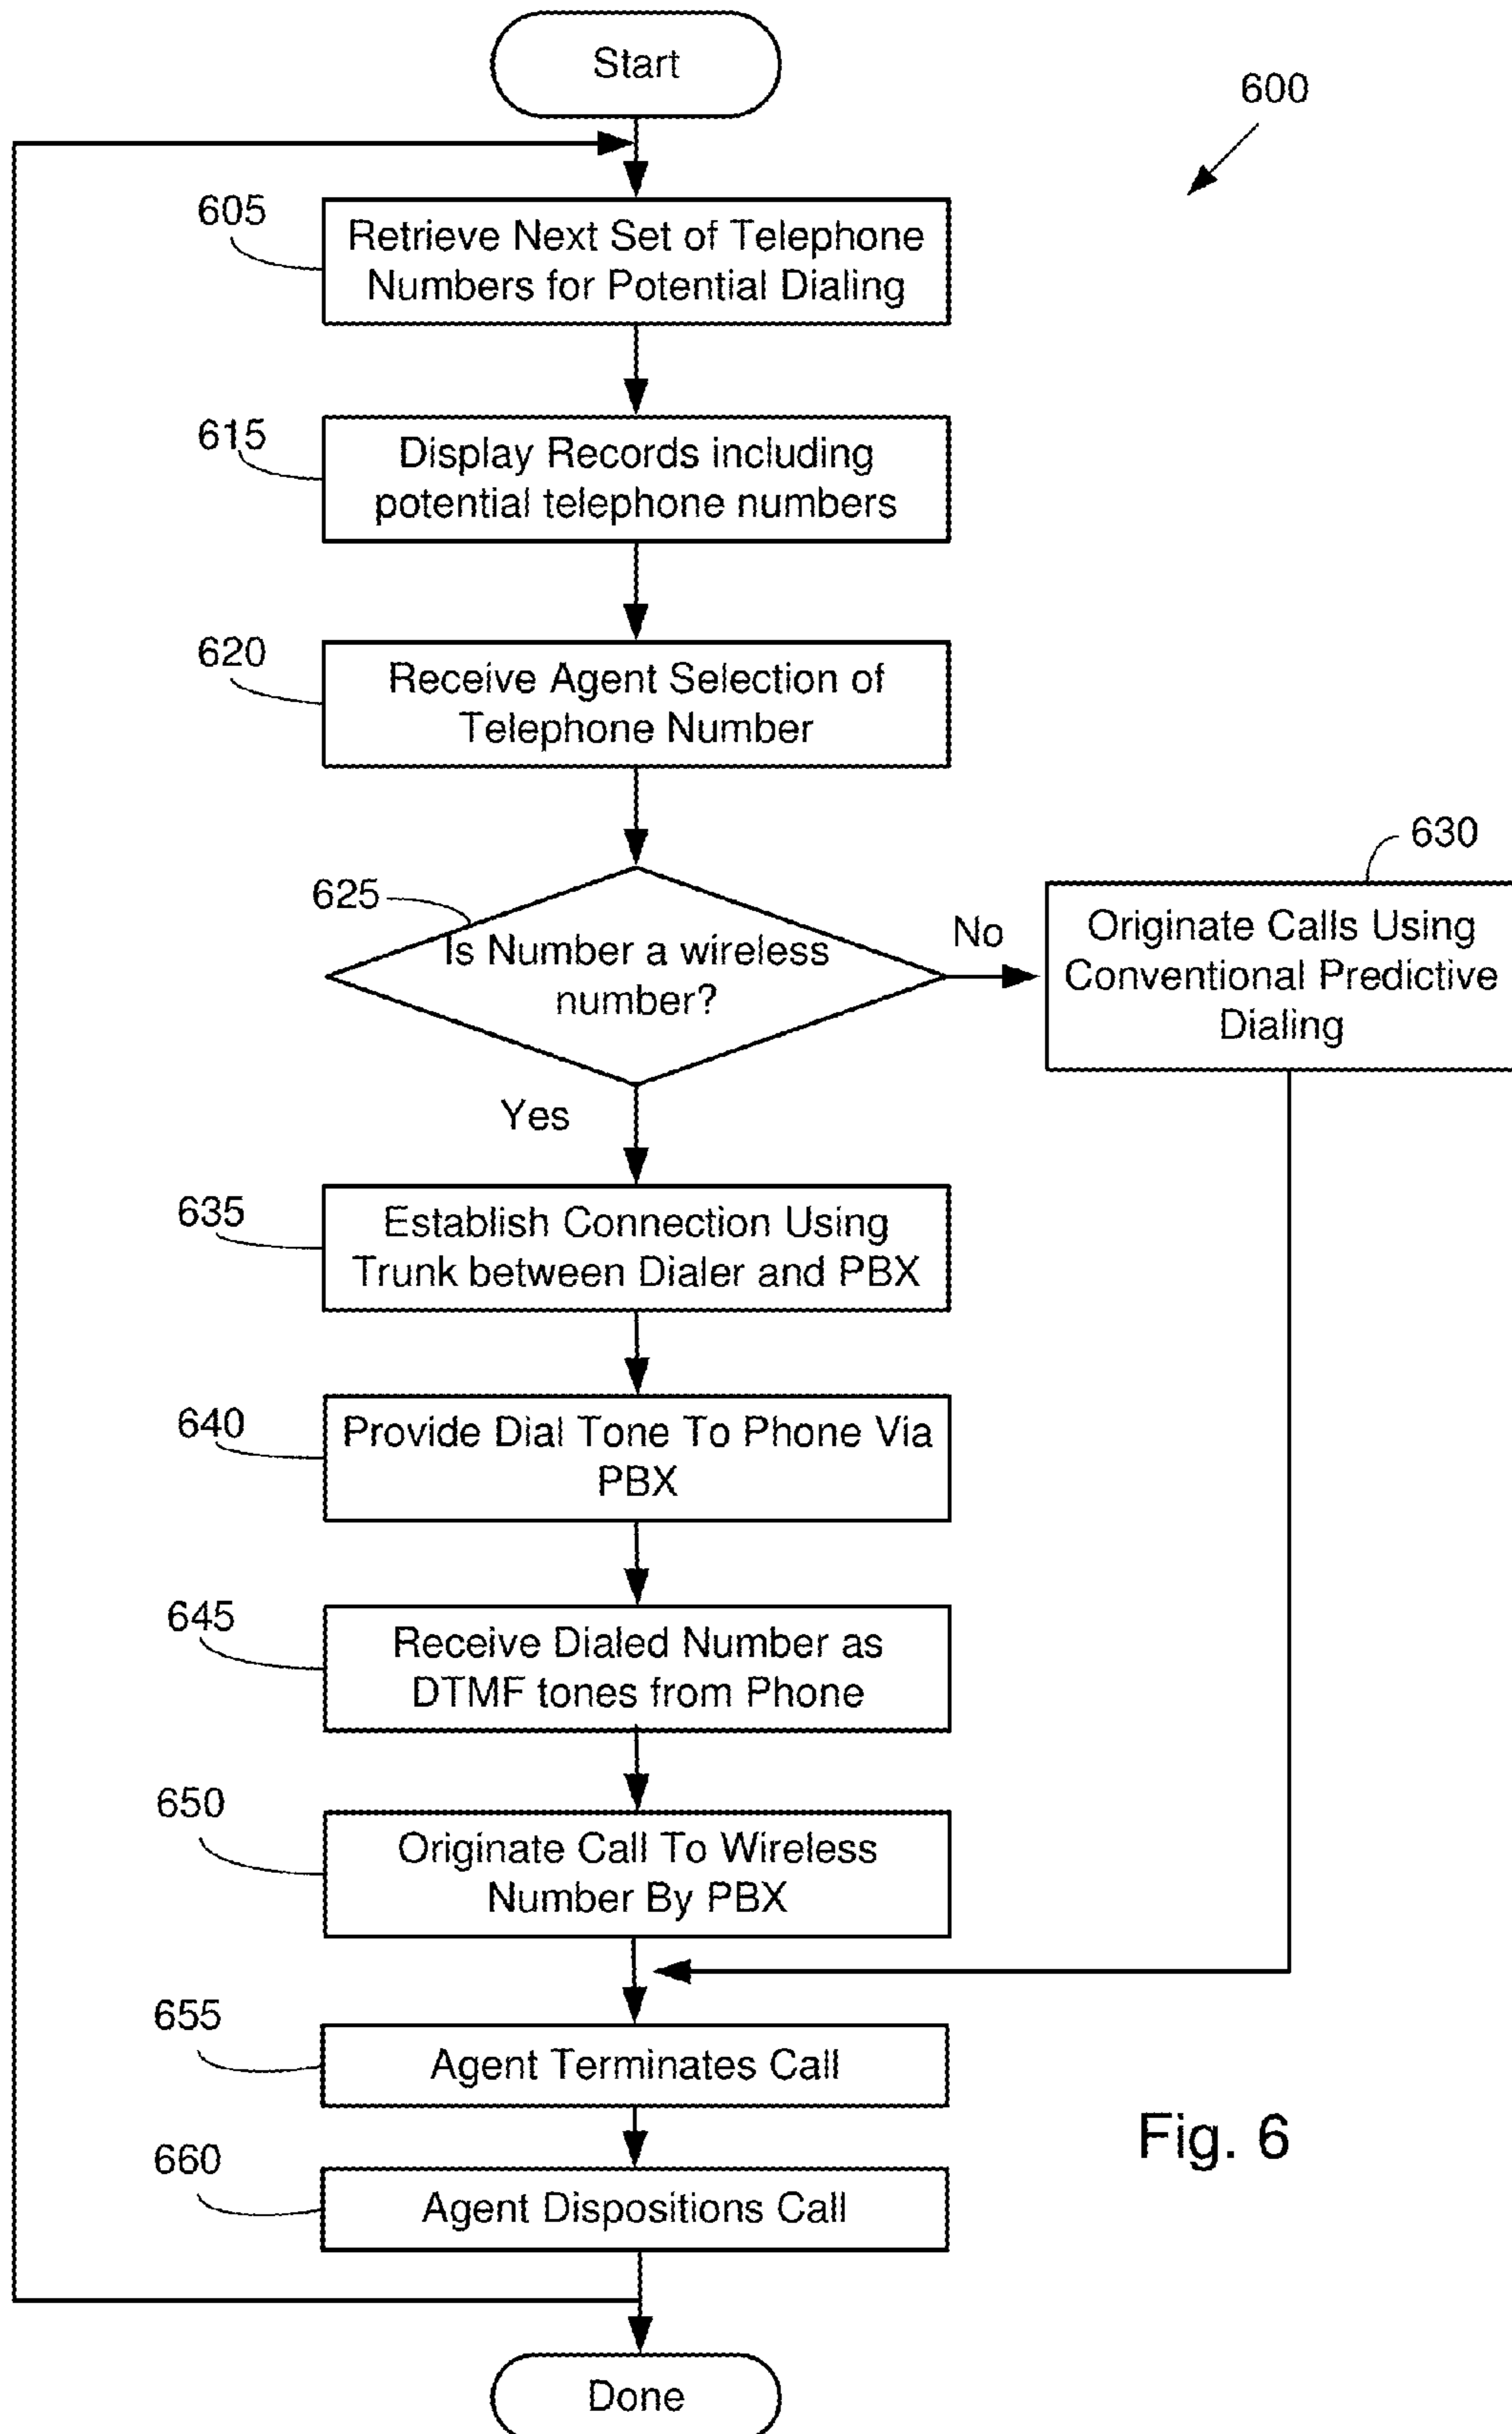 Start
600
605
Retrieve Next Set of Telephone
Numbers for Potential Dialing
615
Display Records including
potential telephone numbers
620
Receive Agent Selection of
Telephone Number
625
Is Number a wireless
number?
No
630
Originate Calls Using
Conventional Predictive
Dialing
Yes
635
Establish Connection Using
Trunk between Dialer and PBX
640
Provide Dial Tone To Phone Via
PBX
645
Receive Dialed Number as
DTMF tones from Phone
650
Originate Call To Wireless
Number By PBX
655
Agent Terminates Call
660
Agent Dispositions Call
Fig. 6
Done